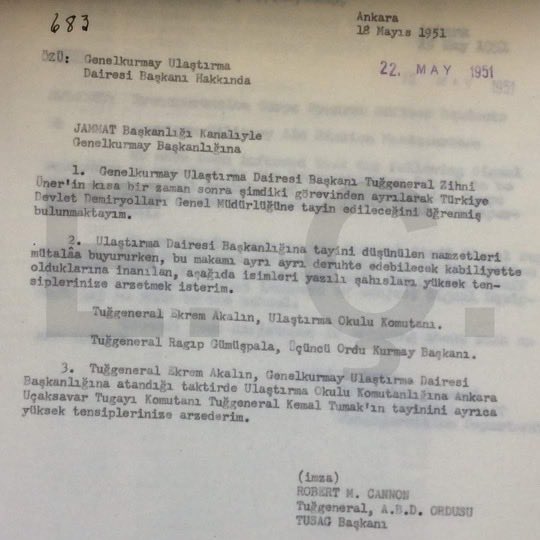 683
Ankara
18 Mayıs 1951
ÖZÜ: Genelkurmay Ulaştırma
Dairesi Başkanı Hakkında
22. MAY 1951
JAMMAT Başkanlığı Kanaliyle
Genelkurmay Başkanlığına
1. Genelkurmay Ulaştırma Dairesi Başkanı Tuğgeneral Zihni
Üner'in kısa bir zaman sonra şimdiki görevinden ayrılarak Türkiye
Devlet Demiryolları Genel Müdürlüğüne tayin edileceğini öğrenmiş
bulunmaktayım.
2. Ulaştırma Dairesi Başkanlığına tayini düşünülen namzetleri
mütalâa buyururken, bu makamı ayrı ayrı deruhte edebilecek kabiliyette
olduklarına inanılan, aşağıda isimleri yazılı şahısları yüksek ten-
siplerinize arzetmek isterim.
Tuğgeneral Ekrem Akalın, Ulaştırma Okulu Komutanı.
Tuğgeneral Ragıp Gümüşpala, Üçüncü Ordu Kurmay Başkanı.
3. Tuğgeneral Ekrem Akalın, Genelkurmay Ulaştırma Dairesi
Başkanlığına atandığı taktirde Ulaştırma Okulu Komutanlığına Ankara
Uçaksavar Tugayı Komutanı Tuğgeneral Kemal Tumak'ın tayinini ayrıca
yüksek tensiplerinize arzederim.
(imza)
ROBERT M. CANNON
Tuğgeneral, A.B.D. ORDUSU
TUSAG Başkanı